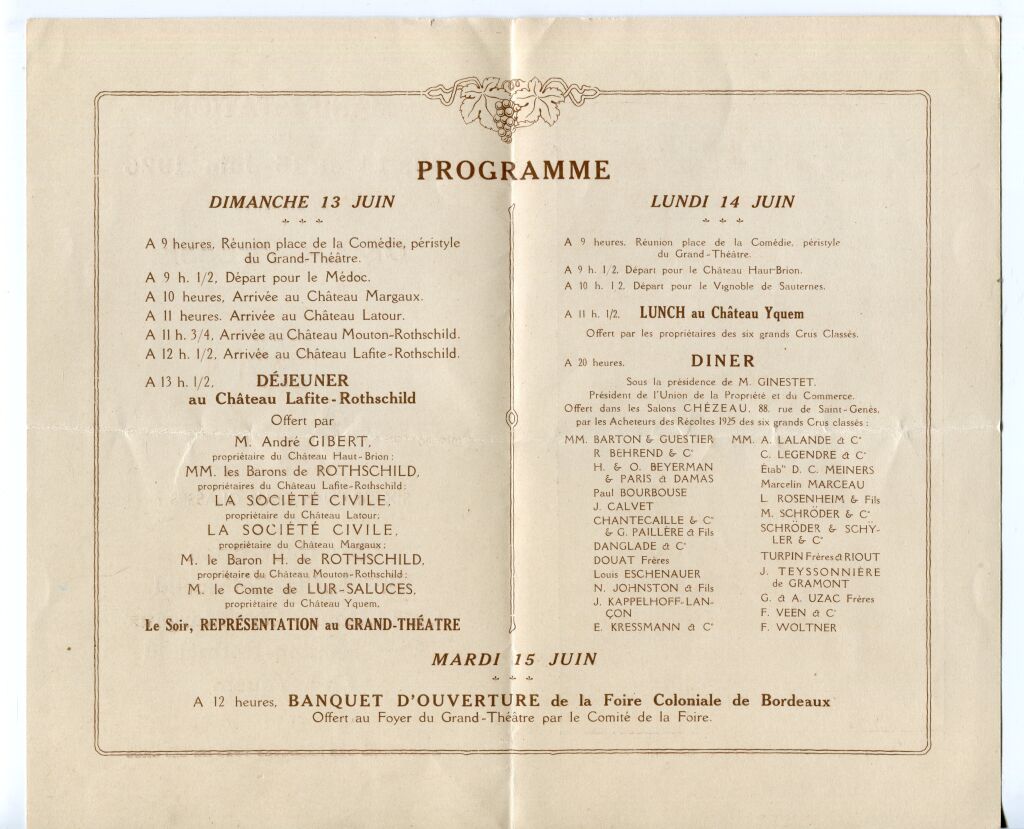 PROGRAMME
DIMANCHE 13 JUIN
A 9 heures, Réunion place de la Comédie, péristyle
du Grand-Théâtre.
A 9 h. 1/2, Départ pour le Médoc.
A 10 heures, Arrivée au Château Margaux.
A 11 heures. Arrivée au Château Latour.
A 11 h. 3/4, Arrivée au Château Mouton-Rothschild.
A 12 h. 1/2, Arrivée au Château Lafite-Rothschild.
A 13 h. 1/2, DÉJEUNER
au Château Lafite-Rothschild
Offert par
M. André GIBERT,
propriétaire du Château Haut-Brion;
MM. les Barons de ROTHSCHILD,
propriétaires du Château Lafite-Rothschild;
LA SOCIÉTÉ CIVILE,
propriétaire du Château Latour;
LA SOCIÉTÉ CIVILE,
propriétaire du Château Margaux;
M. le Baron H. de ROTHSCHILD,
propriétaire du Château Mouton-Rothschild;
M. le Comte de LUR-SALUCES,
propriétaire du Château Yquem,
Le Soir, REPRÉSENTATION au GRAND-THÉATRE
LUNDI 14 JUIN
A 9 heures. Réunion place de la Comédie, péristyle
du Grand-Théâtre.
A 9 h. 1/2, Départ pour le Château Haut-Brion.
A 10 h. 1 2, Départ pour le Vignoble de Sauternes.
A 11 h. 1/2, LUNCH au Château Yquem
Offert par les propriétaires des six grands Crus Classés.
A 20 heures. DINER
Sous la présidence de M. GINESTET,
Président de l'Union de la Propriété et du Commerce.
Offert dans les Salons CHÉZEAU, 88, rue de Saint-Genès,
par les Acheteurs des Récoltes 1925 des six grands Crus classés :
MM. BARTON & GUESTIER
R. BEHREND & Cᵉ
H. & O. BEYERMAN
& PARIS & DAMAS
Paul BOURBOUSE
J. CALVET
CHANTECAILLE & Cᵉ
& G. PAILLÈRE & Fils
DANGLADE & Cᵉ
DOUAT Frères
Louis ESCHENAUER
N. JOHNSTON & Fils
J. KAPPELHOFF-LAN-
ÇON
E. KRESSMANN & Cᵉ
MM. A. LALANDE & Cᵉ
C. LEGENDRE & Cᵉ
Étabᵗˢ D. C. MEINERS
Marcelin MARCEAU
L. ROSENHEIM & Fils
M. SCHRÖDER & Cᵉ
SCHRÖDER & SCHŸ-
LER & Cᵉ
TURPIN Frères & RIOUT
J. TEYSSONNIÈRE
de GRAMONT
G. & A. UZAC Frères
F. VEEN & Cᵉ
F. WOLTNER
MARDI 15 JUIN
A 12 heures, BANQUET D'OUVERTURE de la Foire Coloniale de Bordeaux
Offert au Foyer du Grand-Théâtre par le Comité de la Foire.